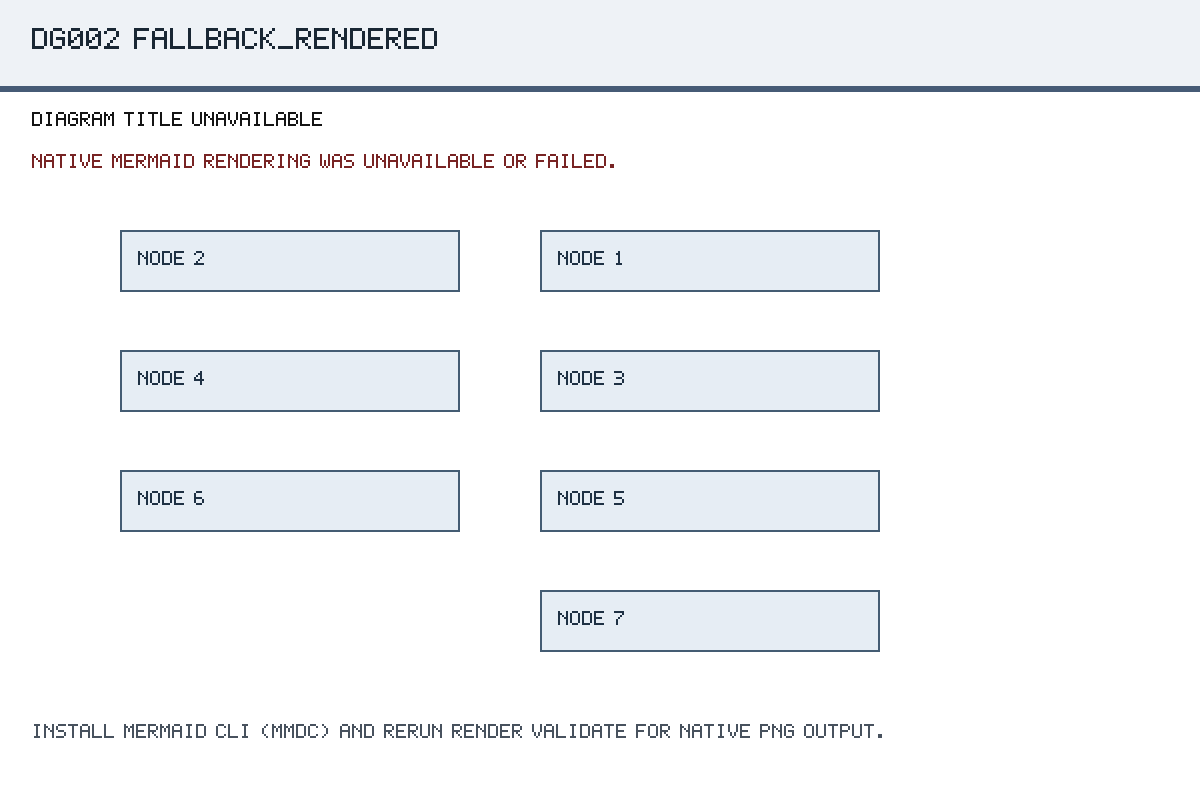 DG002 FALLBACK_RENDERED
DIAGRAM TITLE UNAVAILABLE
NATIVE MERMAID RENDERING WAS UNAVAILABLE OR FAILED.
NODE 2
NODE 1
NODE 4
NODE 3
NODE 6
NODE 5
NODE 7
INSTALL MERMAID CLI (MMDC) AND RERUN RENDER VALIDATE FOR NATIVE PNG OUTPUT.